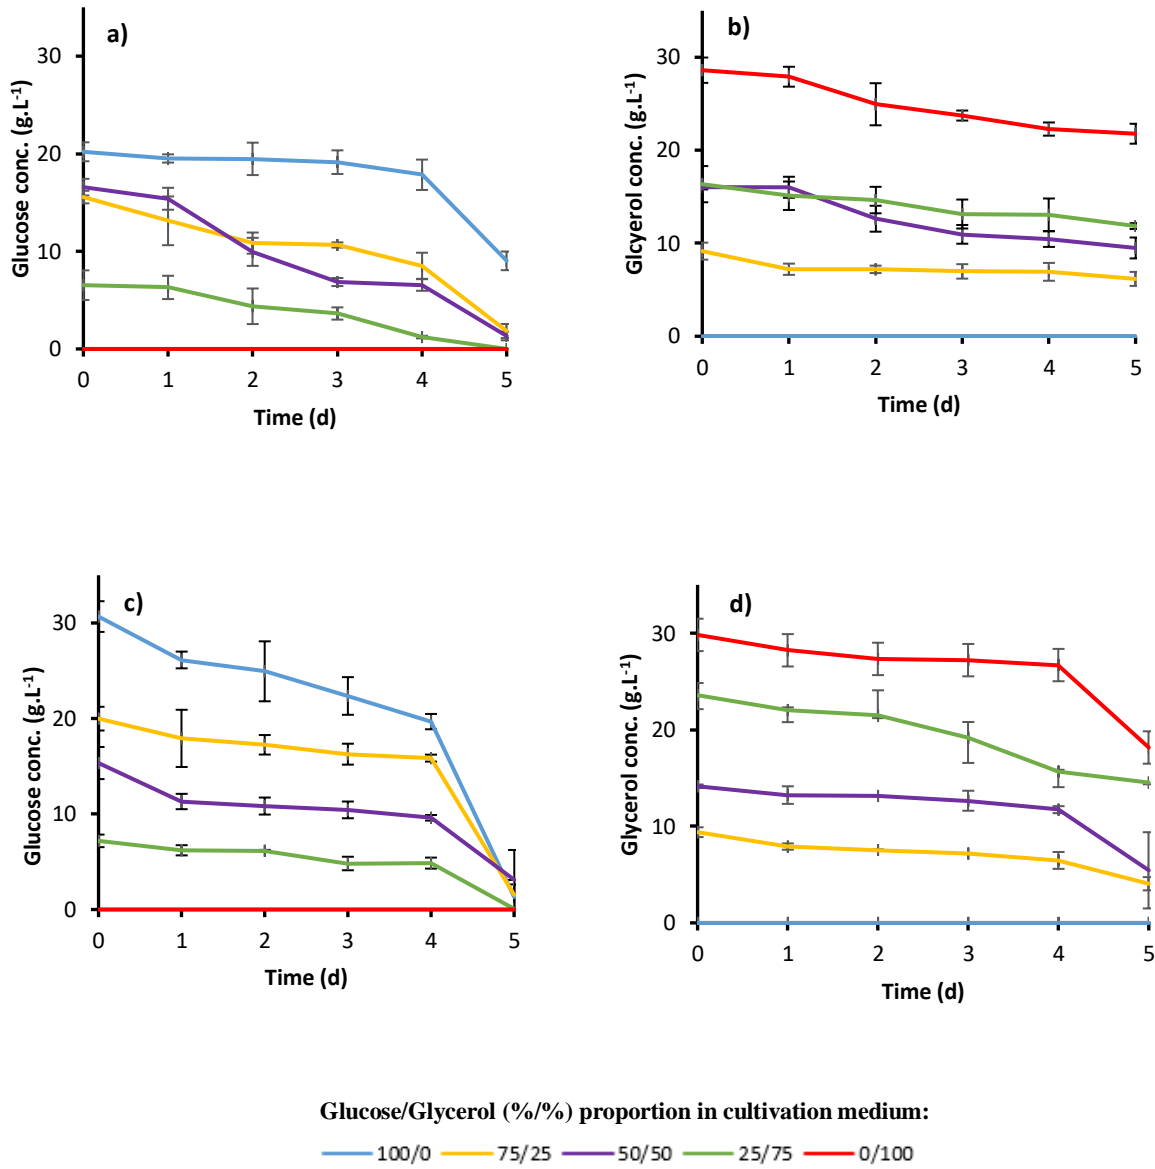 a)
30
20
10
0
Glucose conc. (g.L-1)
0 1 2 3 4 5
Time (d)
b)
30
20
10
0
Glcyerol conc. (g.L-1)
0 1 2 3 4 5
Time (d)
c)
30
20
10
0
Glucose conc. (g.L-1)
0 1 2 3 4 5
Time (d)
d)
30
20
10
0
Glycerol conc. (g.L-1)
0 1 2 3 4 5
Time (d)
Glucose/Glycerol (%/%) proportion in cultivation medium:
100/0 75/25 50/50 25/75 0/100